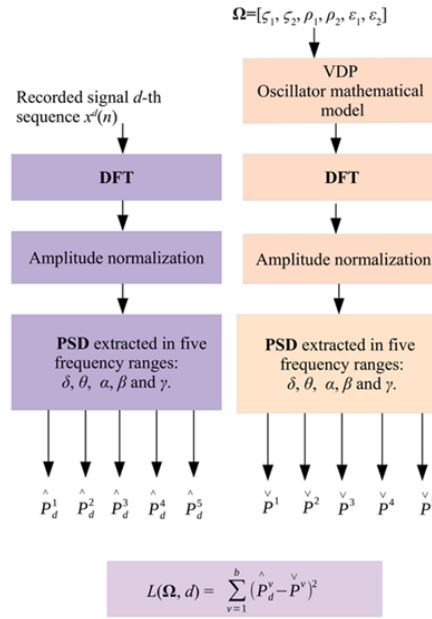 Ω=[ς₁, ς₂, ρ₁, ρ₂, ε₁, ε₂]
VDP
Oscillator mathematical
model
Recorded signal d-th
sequence xᵈ(n)
DFT
DFT
Amplitude normalization
Amplitude normalization
PSD extracted in five
frequency ranges:
δ, θ, α, β and γ.
PSD extracted in five
frequency ranges:
δ, θ, α, β and γ.
P̂_d^1 P̂_d^2 P̂_d^3 P̂_d^4 P̂_d^5
P̌^1 P̌^2 P̌^3 P̌^4 P̌
L(Ω, d) = ∑_{v=1}^{b} (P̂_d^v − P̌^v)^2